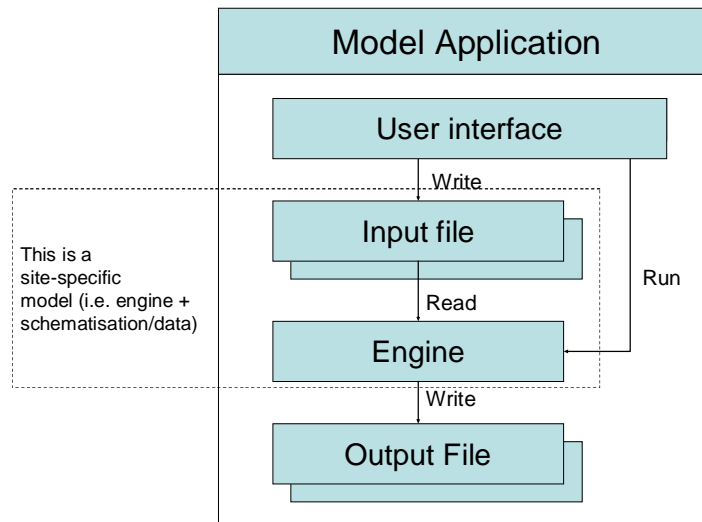 Model Application
User interface
Write
Input file
This is a
site-specific
model (i.e. engine +
schematisation/data)
Run
Read
Engine
Write
Output File